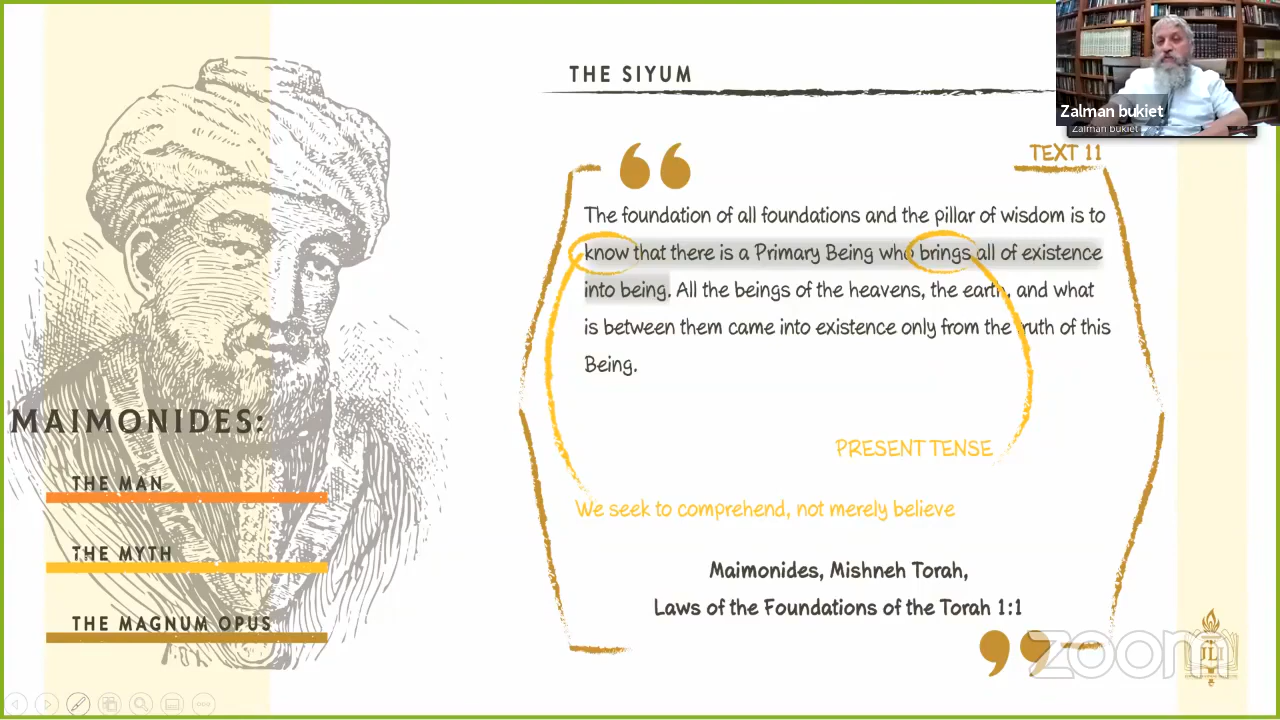 THE SIYUM
Zalman bukiet
Zalman bukiet
TEXT 11
The foundation of all foundations and the pillar of wisdom is to
know that there is a Primary Being who brings all of existence
into being. All the beings of the heavens, the earth, and what
is between them came into existence only from the truth of this
Being.
PRESENT TENSE
We seek to comprehend, not merely believe
Maimonides, Mishneh Torah,
Laws of the Foundations of the Torah 1:1
MAIMONIDES:
THE MAN
THE MYTH
THE MAGNUM OPUS
zoom
JLI